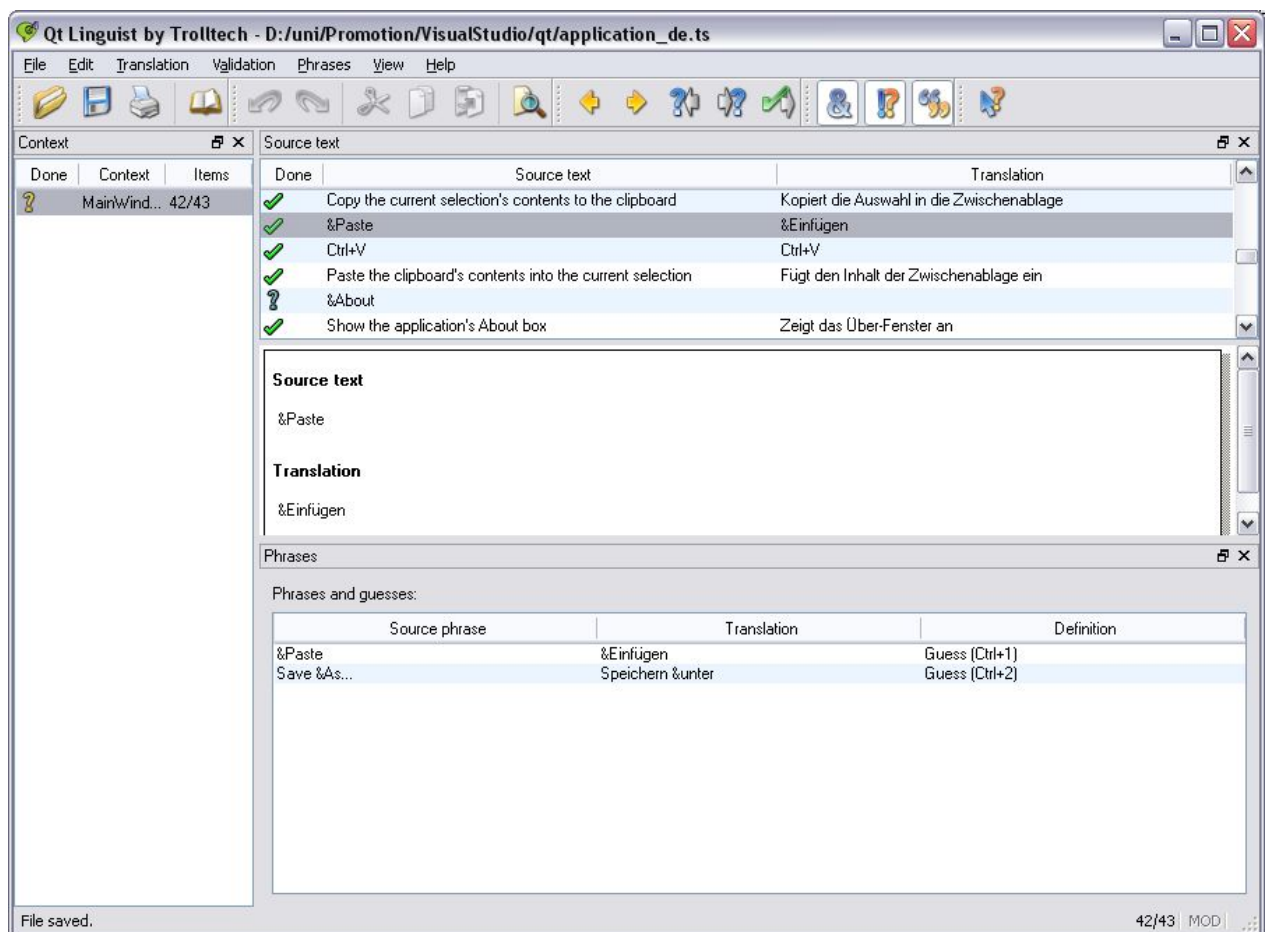 Qt Linguist by Trolltech - D:/uni/Promotion/VisualStudio/qt/application_de.ts
File Edit Translation Validation Phrases View Help
Context
Done Context Items
MainWind... 42/43
Source text
Done Source text Translation
Copy the current selection's contents to the clipboard Kopiert die Auswahl in die Zwischenablage
&Paste &Einfügen
Ctrl+V Ctrl+V
Paste the clipboard's contents into the current selection Fügt den Inhalt der Zwischenablage ein
&About
Show the application's About box Zeigt das Über-Fenster an
Source text
&Paste
Translation
&Einfügen
Phrases
Phrases and guesses:
Source phrase Translation Definition
&Paste &Einfügen Guess (Ctrl+1)
Save &As... Speichern &unter Guess (Ctrl+2)
File saved. 42/43 MOD